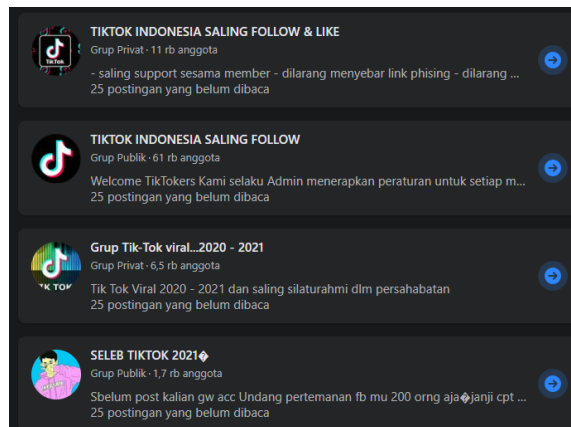 TikTok
TIKTOK INDONESIA SALING FOLLOW & LIKE
Grup Privat · 11 rb anggota
- saling support sesama member - dilarang menyebar link phising - dilarang ...
25 postingan yang belum dibaca
TIKTOK INDONESIA SALING FOLLOW
Grup Publik · 61 rb anggota
Welcome TikTokers Kami selaku Admin menerapkan peraturan untuk setiap m...
25 postingan yang belum dibaca
TIK TOK
Grup Tik-Tok viral...2020 - 2021
Grup Privat · 6,5 rb anggota
Tik Tok Viral 2020 - 2021 dan saling silaturahmi dlm persahabatan
25 postingan yang belum dibaca
SELEB TIKTOK 2021�
Grup Publik · 1,7 rb anggota
Sbelum post kalian gw acc Undang pertemanan fb mu 200 orng aja�janji cpt ...
25 postingan yang belum dibaca